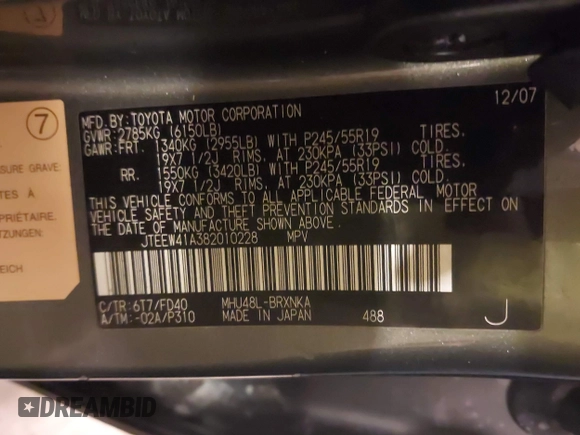 12/07
MFD.BY:TOYOTA MOTOR CORPORATION
GVWR:2785KG (6150LB)
GAWR:FRT. 1340KG (2955LB) WITH P245/55R19 TIRES.
19X7 1/2J RIMS, AT 230KPA (33PSI) COLD.
RR. 1550KG (3420LB) WITH P245/55R19 TIRES.
19X7 1/2J RIMS, AT 230KPA (33PSI) COLD.
THIS VEHICLE CONFORMS TO ALL APPLICABLE FEDERAL MOTOR
VEHICLE SAFETY AND THEFT PREVENTION STANDARDS IN EFFECT ON
THE DATE OF MANUFACTURE SHOWN ABOVE.
JTEEW41A382010228 MPV
C/TR:6T7/FD40 MHU48L-BRXNKA
A/TM:-02A/P310 MADE IN JAPAN 488 J
7
SSURE GRAVE:
TES À
PRIÉTAIRE.
IONS.
REICH
DREAMBID